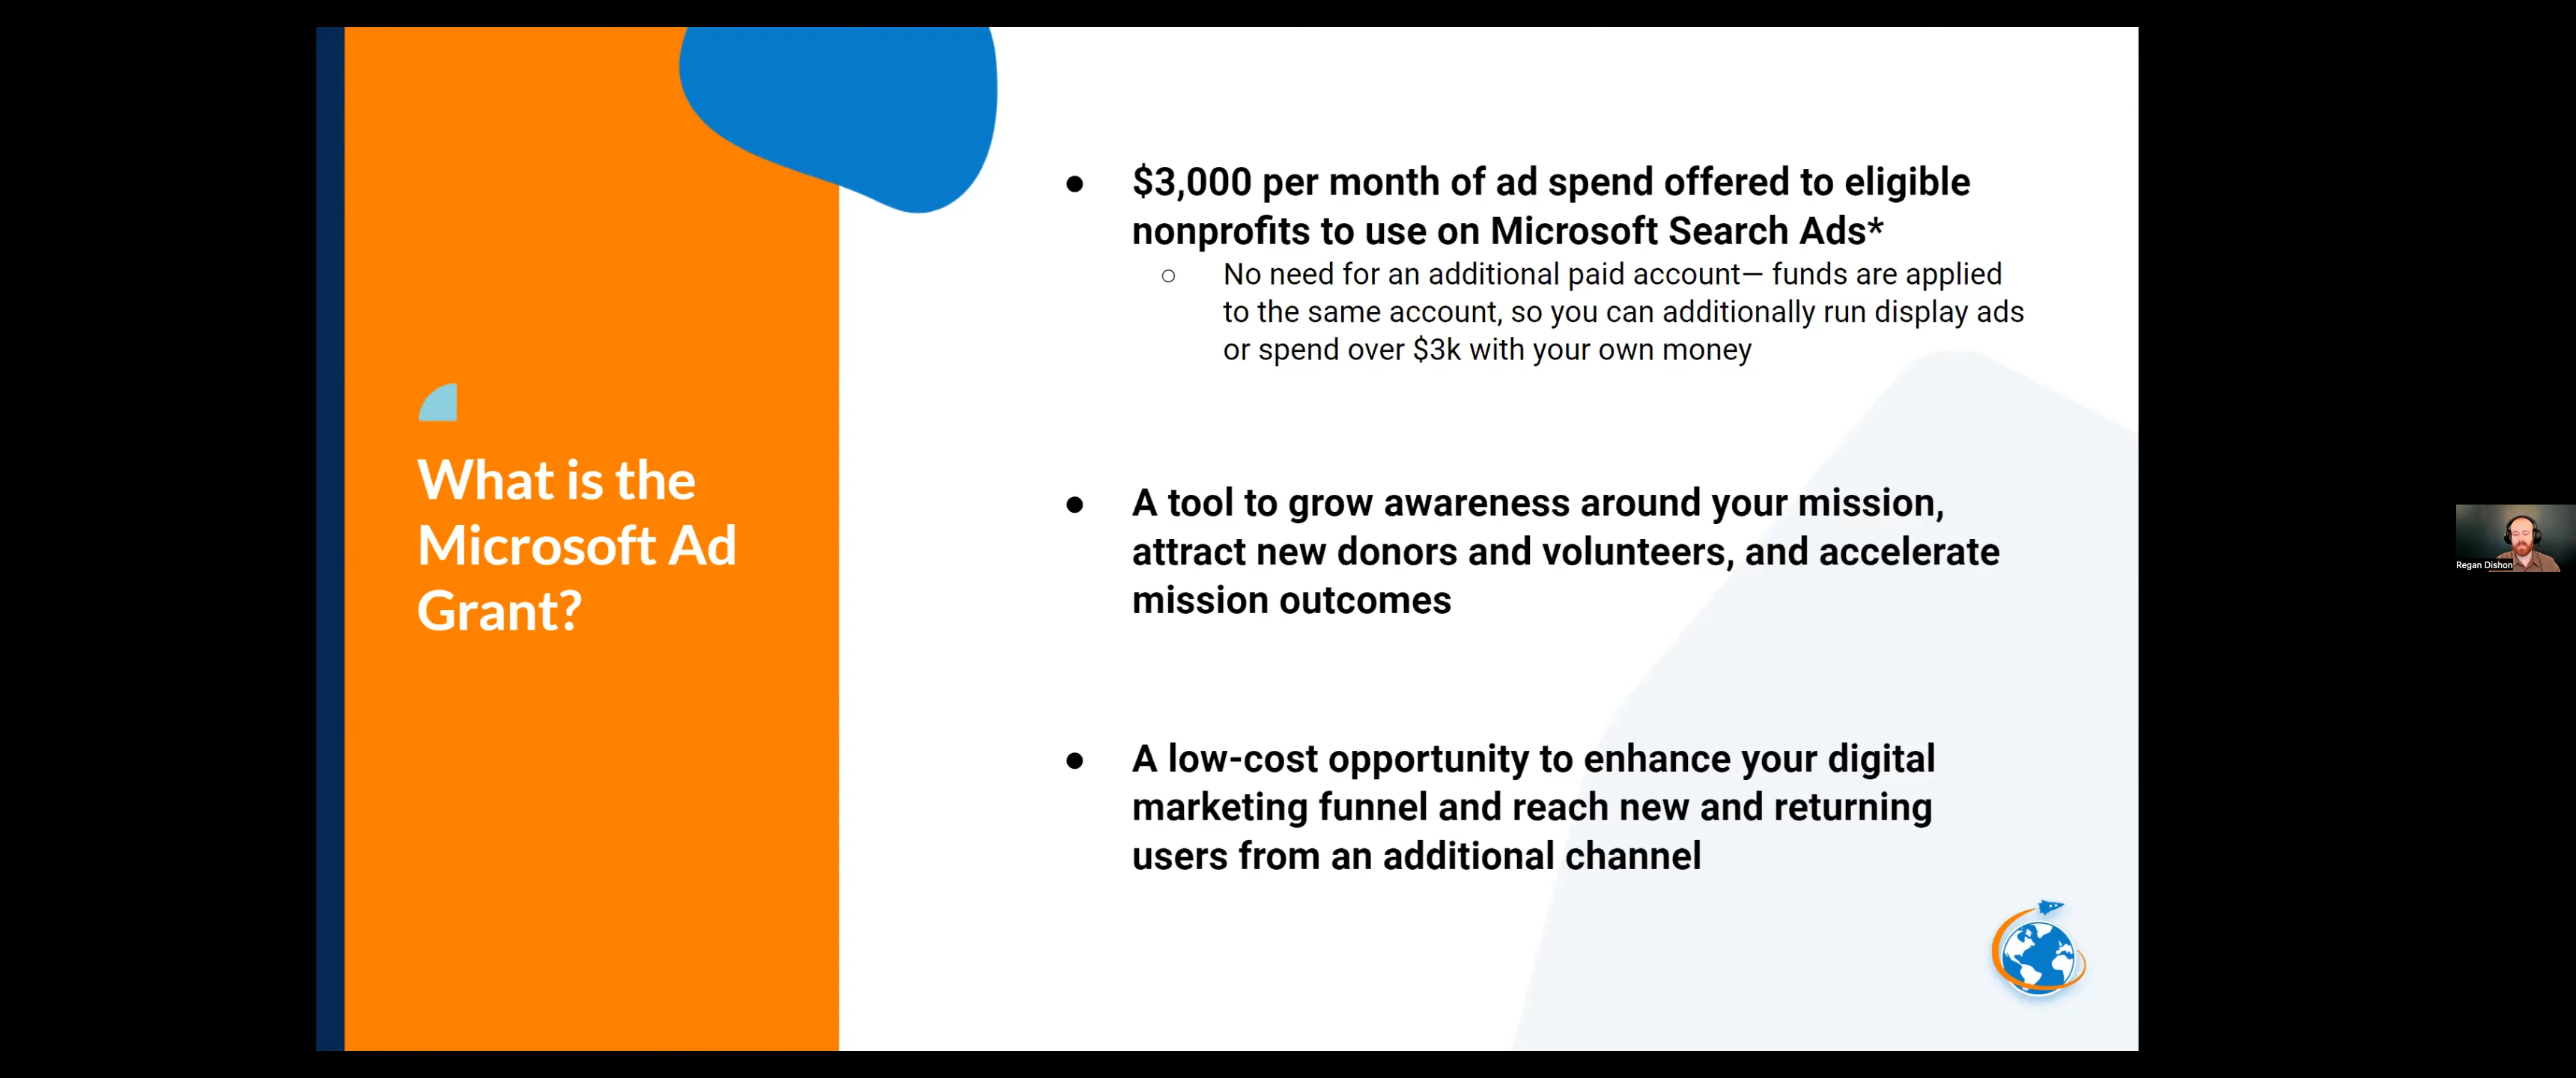 What is the
Microsoft Ad
Grant?
● $3,000 per month of ad spend offered to eligible
nonprofits to use on Microsoft Search Ads*
○ No need for an additional paid account— funds are applied
to the same account, so you can additionally run display ads
or spend over $3k with your own money
● A tool to grow awareness around your mission,
attract new donors and volunteers, and accelerate
mission outcomes
● A low-cost opportunity to enhance your digital
marketing funnel and reach new and returning
users from an additional channel
Regan Dishon